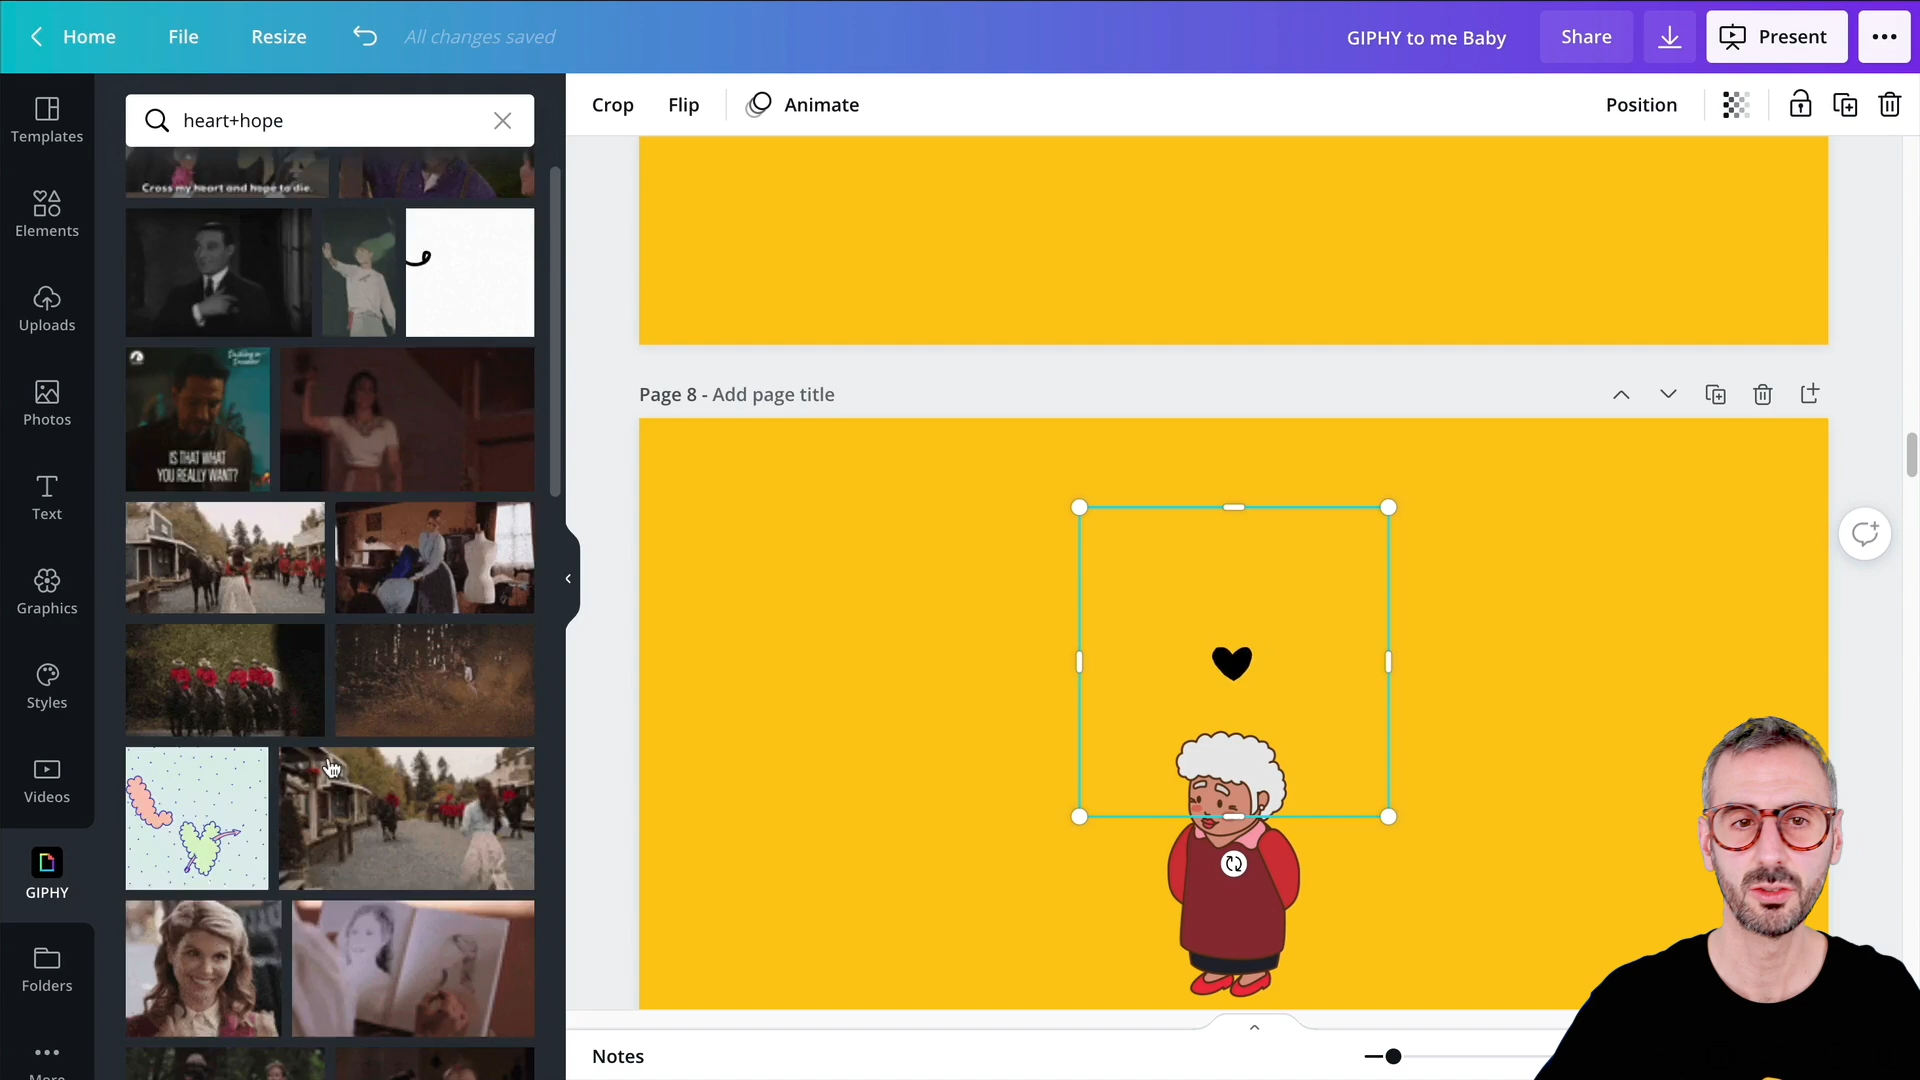 Home
File
Resize
All changes saved
GIPHY to me Baby
Share
Present
Templates
heart+hope
Crop
Flip
Animate
Position
Cross my heart and hope to die.
Elements
Uploads
Photos
IS THAT WHAT
YOU REALLY WANT?
Page 8 - Add page title
Text
Graphics
Styles
Videos
GIPHY
Folders
More
Notes